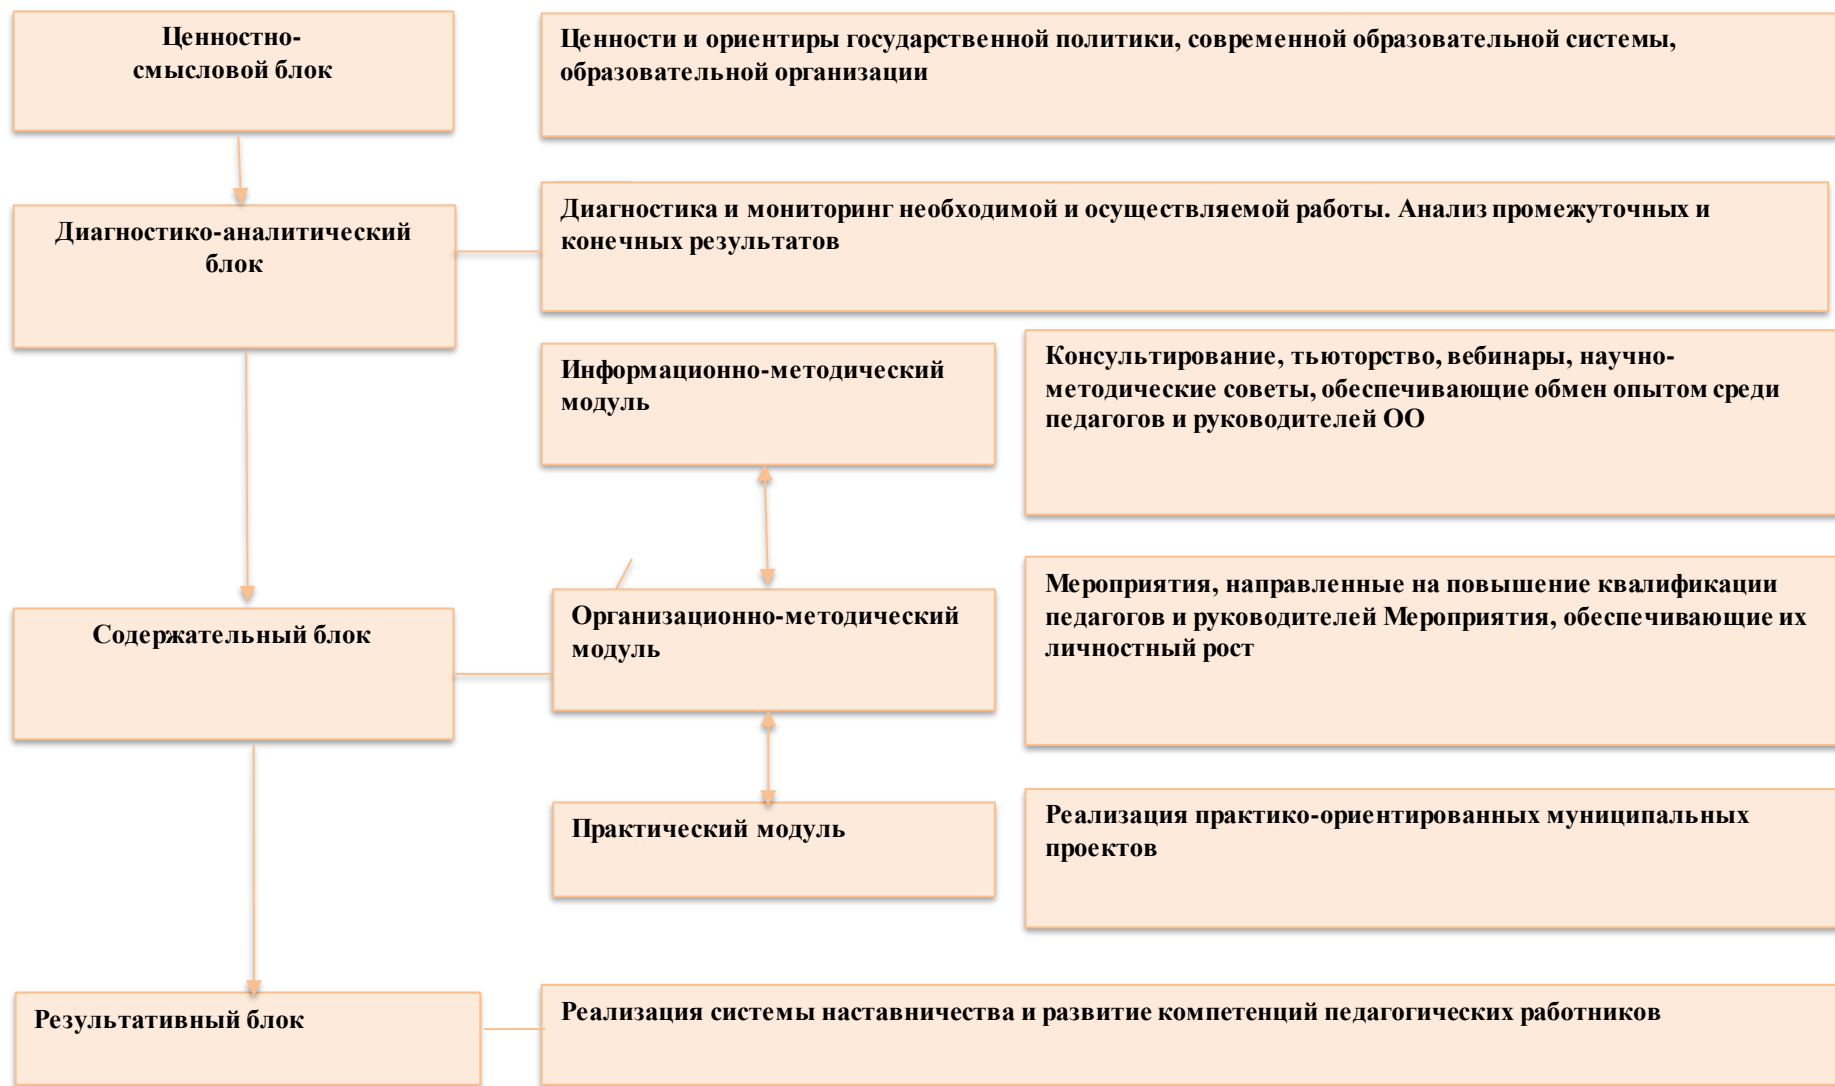 Ценностно-
смысловой блок
Ценности и ориентиры государственной политики, современной образовательной системы,
образовательной организации
Диагностико-аналитический
блок
Диагностика и мониторинг необходимой и осуществляемой работы. Анализ промежуточных и
конечных результатов
Информационно-методический
модуль
Консультирование, тьюторство, вебинары, научно-
методические советы, обеспечивающие обмен опытом среди
педагогов и руководителей ОО
Содержательный блок
Организационно-методический
модуль
Мероприятия, направленные на повышение квалификации
педагогов и руководителей Мероприятия, обеспечивающие их
личностный рост
Практический модуль
Реализация практико-ориентированных муниципальных
проектов
Результативный блок
Реализация системы наставничества и развитие компетенций педагогических работников